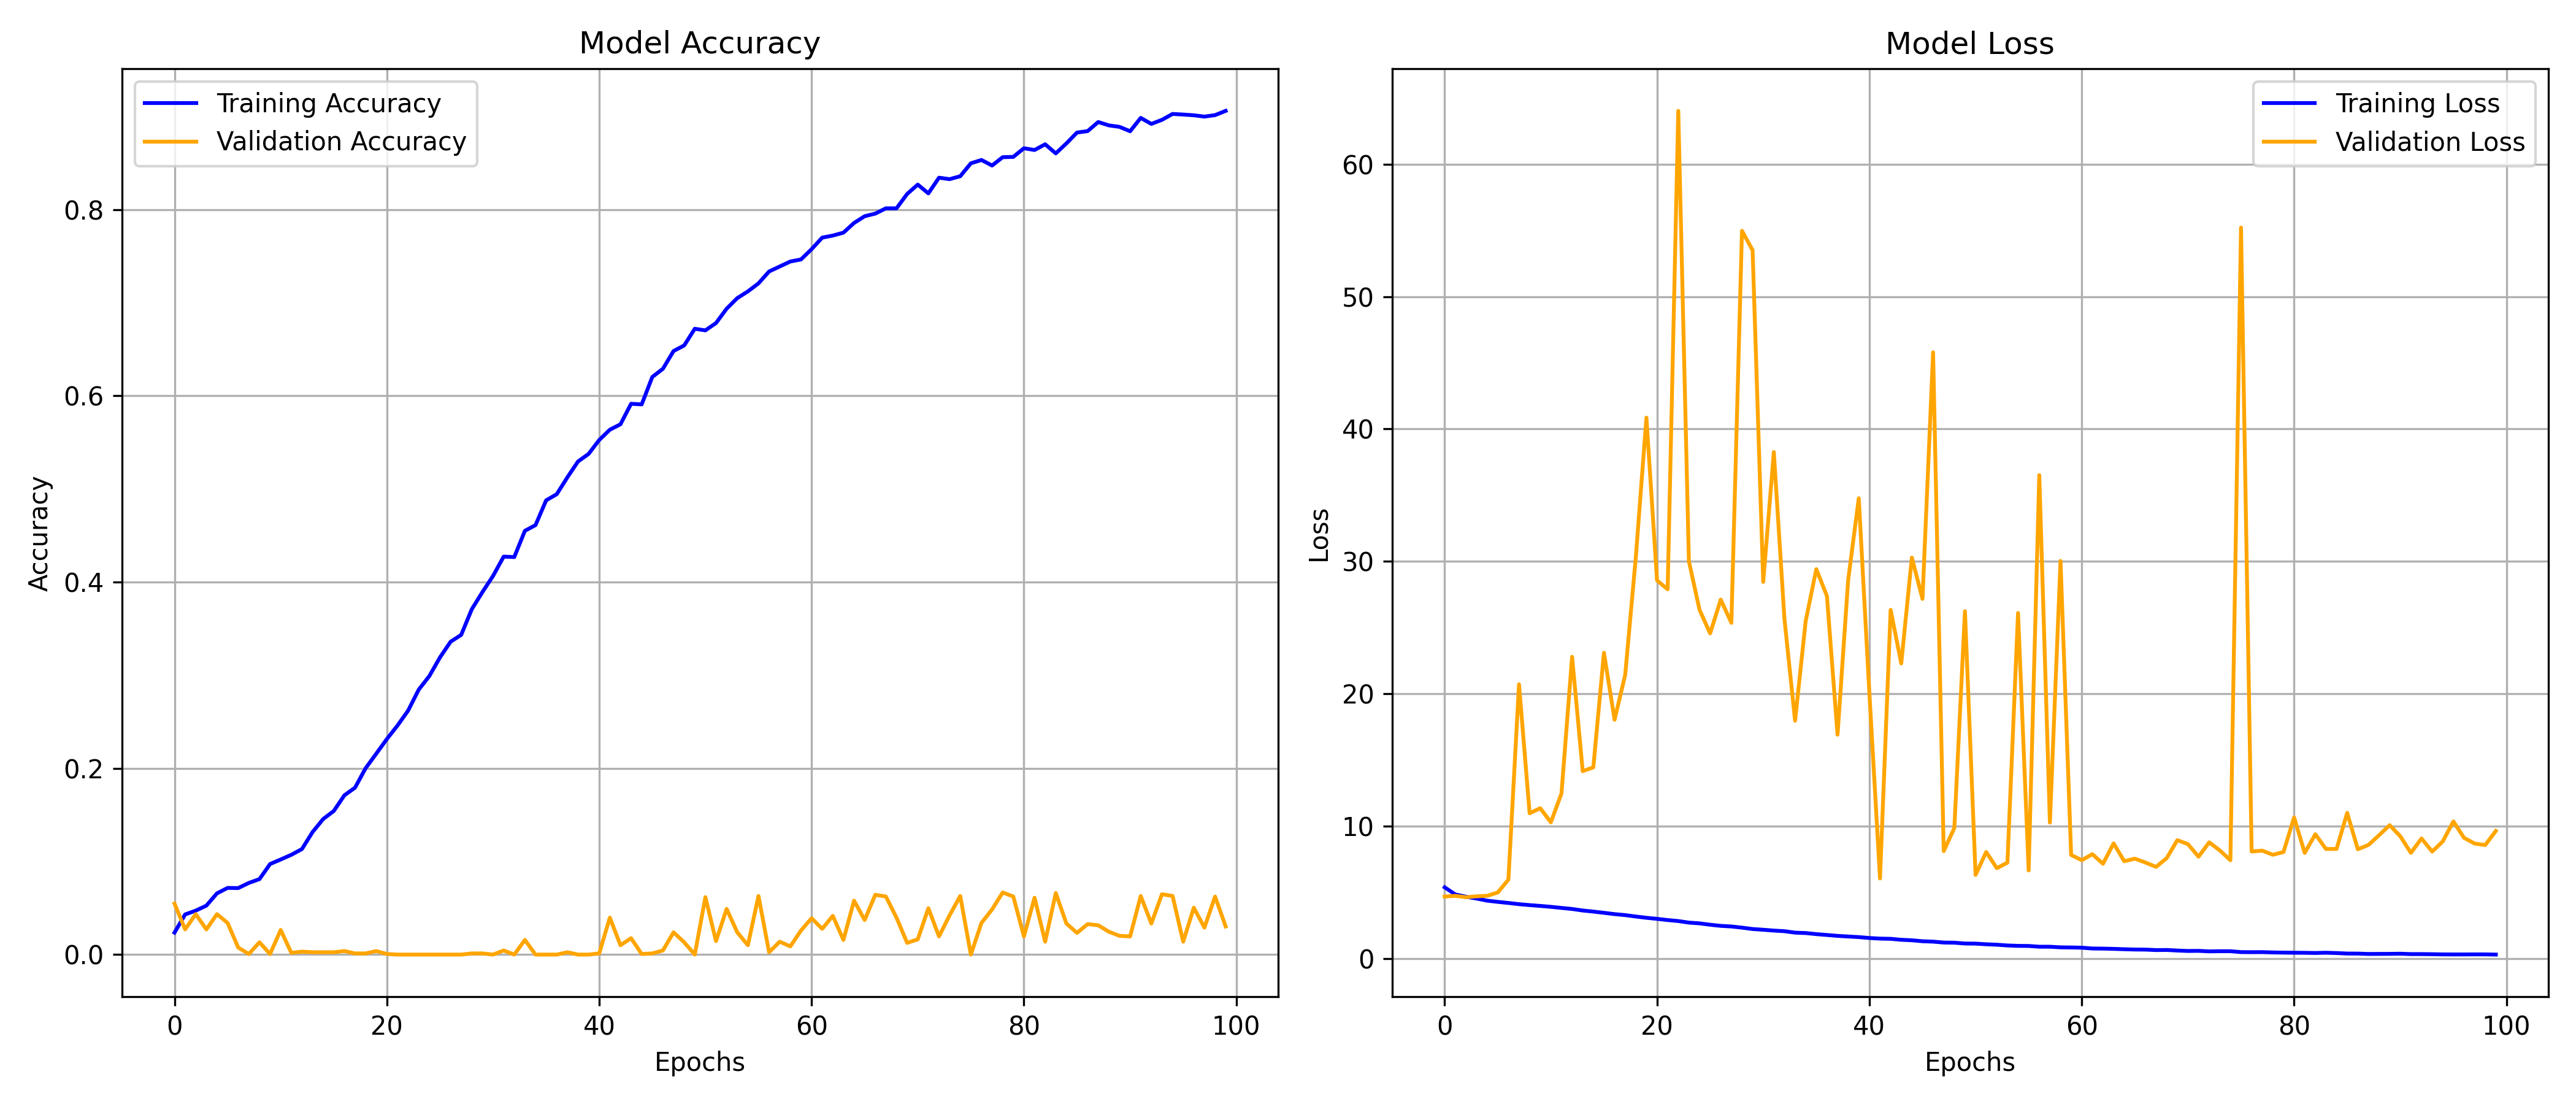 Model Accuracy
Training Accuracy
Validation Accuracy
Accuracy
0.8
0.6
0.4
0.2
0.0
0 20 40 60 80 100
Epochs
Model Loss
Training Loss
Validation Loss
Loss
60
50
40
30
20
10
0
0 20 40 60 80 100
Epochs